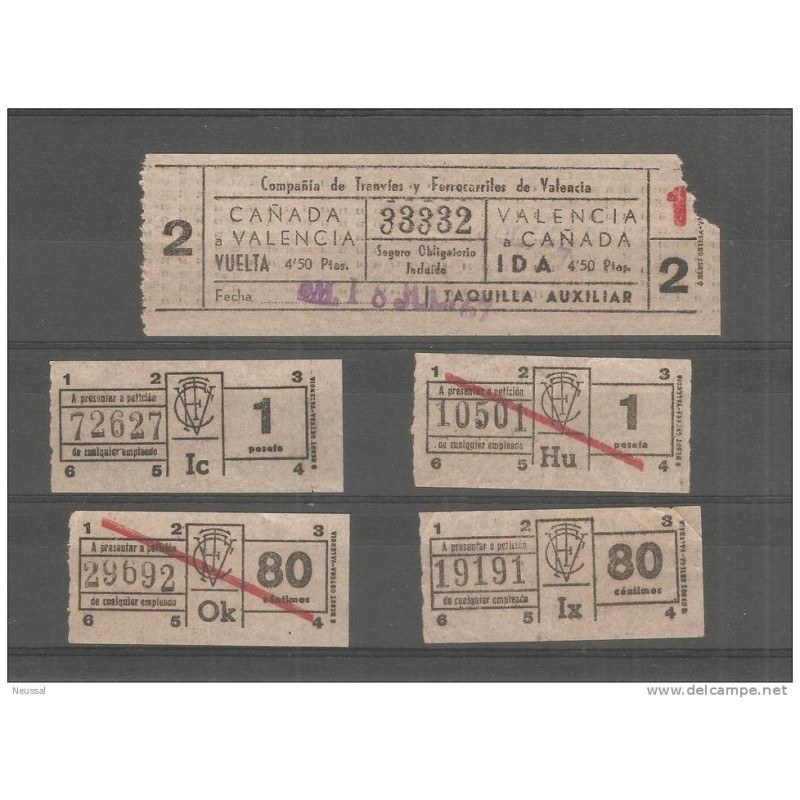 Compañía de Tranvías y Ferrocarriles de Valencia
2
CAÑADA
a VALENCIA
VUELTA 4'50 Ptas.
33332
Seguro Obligatorio
Incluído
VALENCIA
a CAÑADA
IDA 4'50 Ptas.
1
2
Fecha
18
TAQUILLA AUXILIAR
1 2 3
A presentar a petición
72627
de cualquier empleado
6 5 4
Ic
1
peseta
1 2 3
A presentar a petición
10501
de cualquier empleado
6 5 4
Hu
1
peseta
1 2 3
A presentar a petición
29692
de cualquier empleado
6 5 4
Ok
80
céntimos
1 2 3
A presentar a petición
19191
de cualquier empleado
6 5 4
Ix
80
céntimos
Neussal
www.delcampe.net